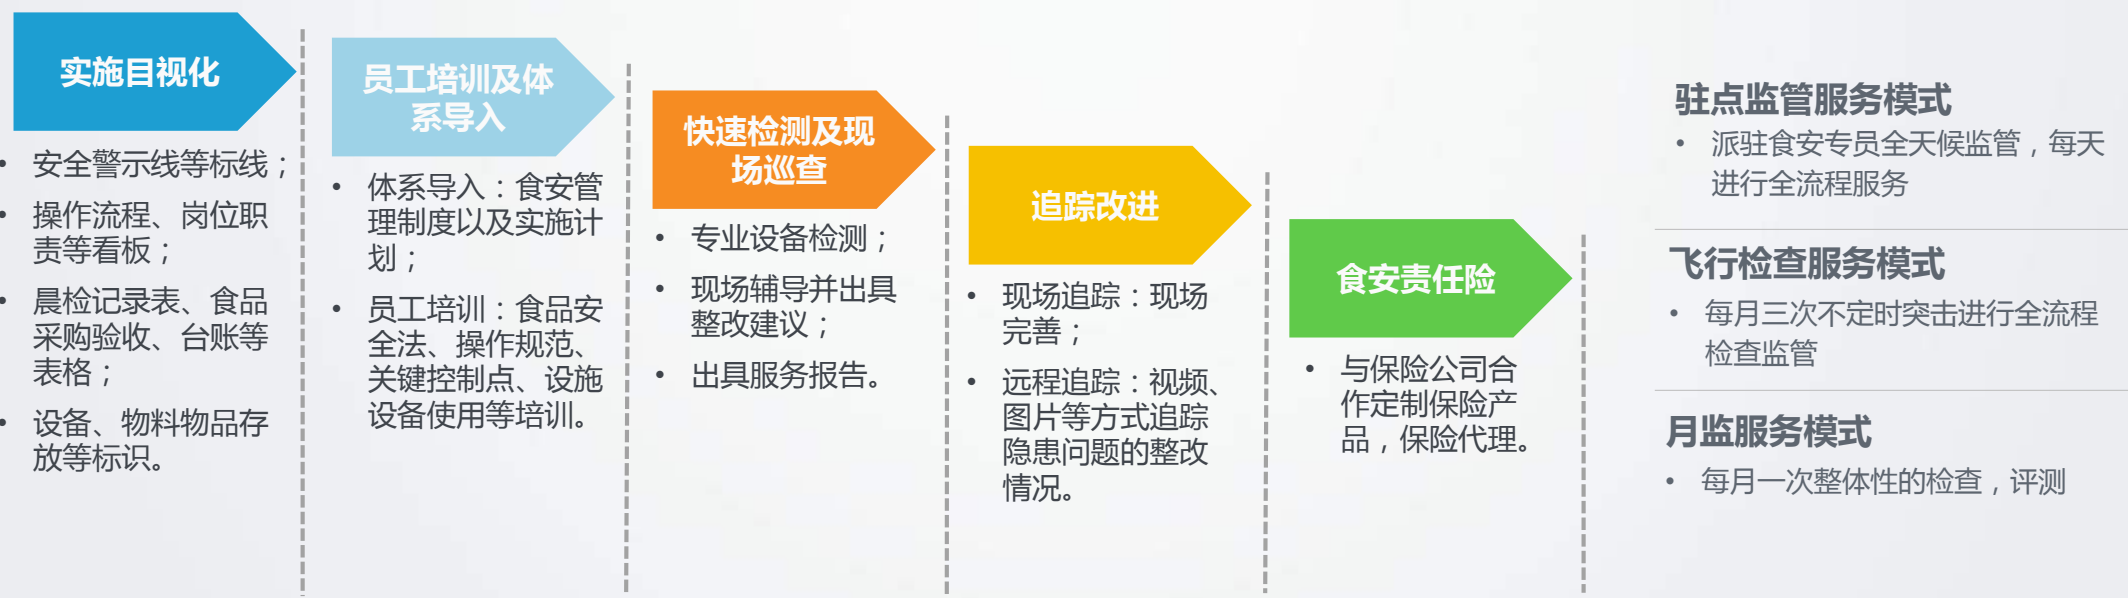 实施目视化
• 安全警示线等标线；
• 操作流程、岗位职
责等看板；
• 晨检记录表、食品
采购验收、台账等
表格；
• 设备、物料物品存
放等标识。
员工培训及体
系导入
• 体系导入：食安管
理制度以及实施计
划；
• 员工培训：食品安
全法、操作规范、
关键控制点、设施
设备使用等培训。
快速检测及现
场巡查
• 专业设备检测；
• 现场辅导并出具
整改建议；
• 出具服务报告。
追踪改进
• 现场追踪：现场
完善；
• 远程追踪：视频、
图片等方式追踪
隐患问题的整改
情况。
食安责任险
• 与保险公司合
作定制保险产
品，保险代理。
驻点监管服务模式
• 派驻食安专员全天候监管，每天
进行全流程服务
飞行检查服务模式
• 每月三次不定时突击进行全流程
检查监管
月监服务模式
• 每月一次整体性的检查，评测